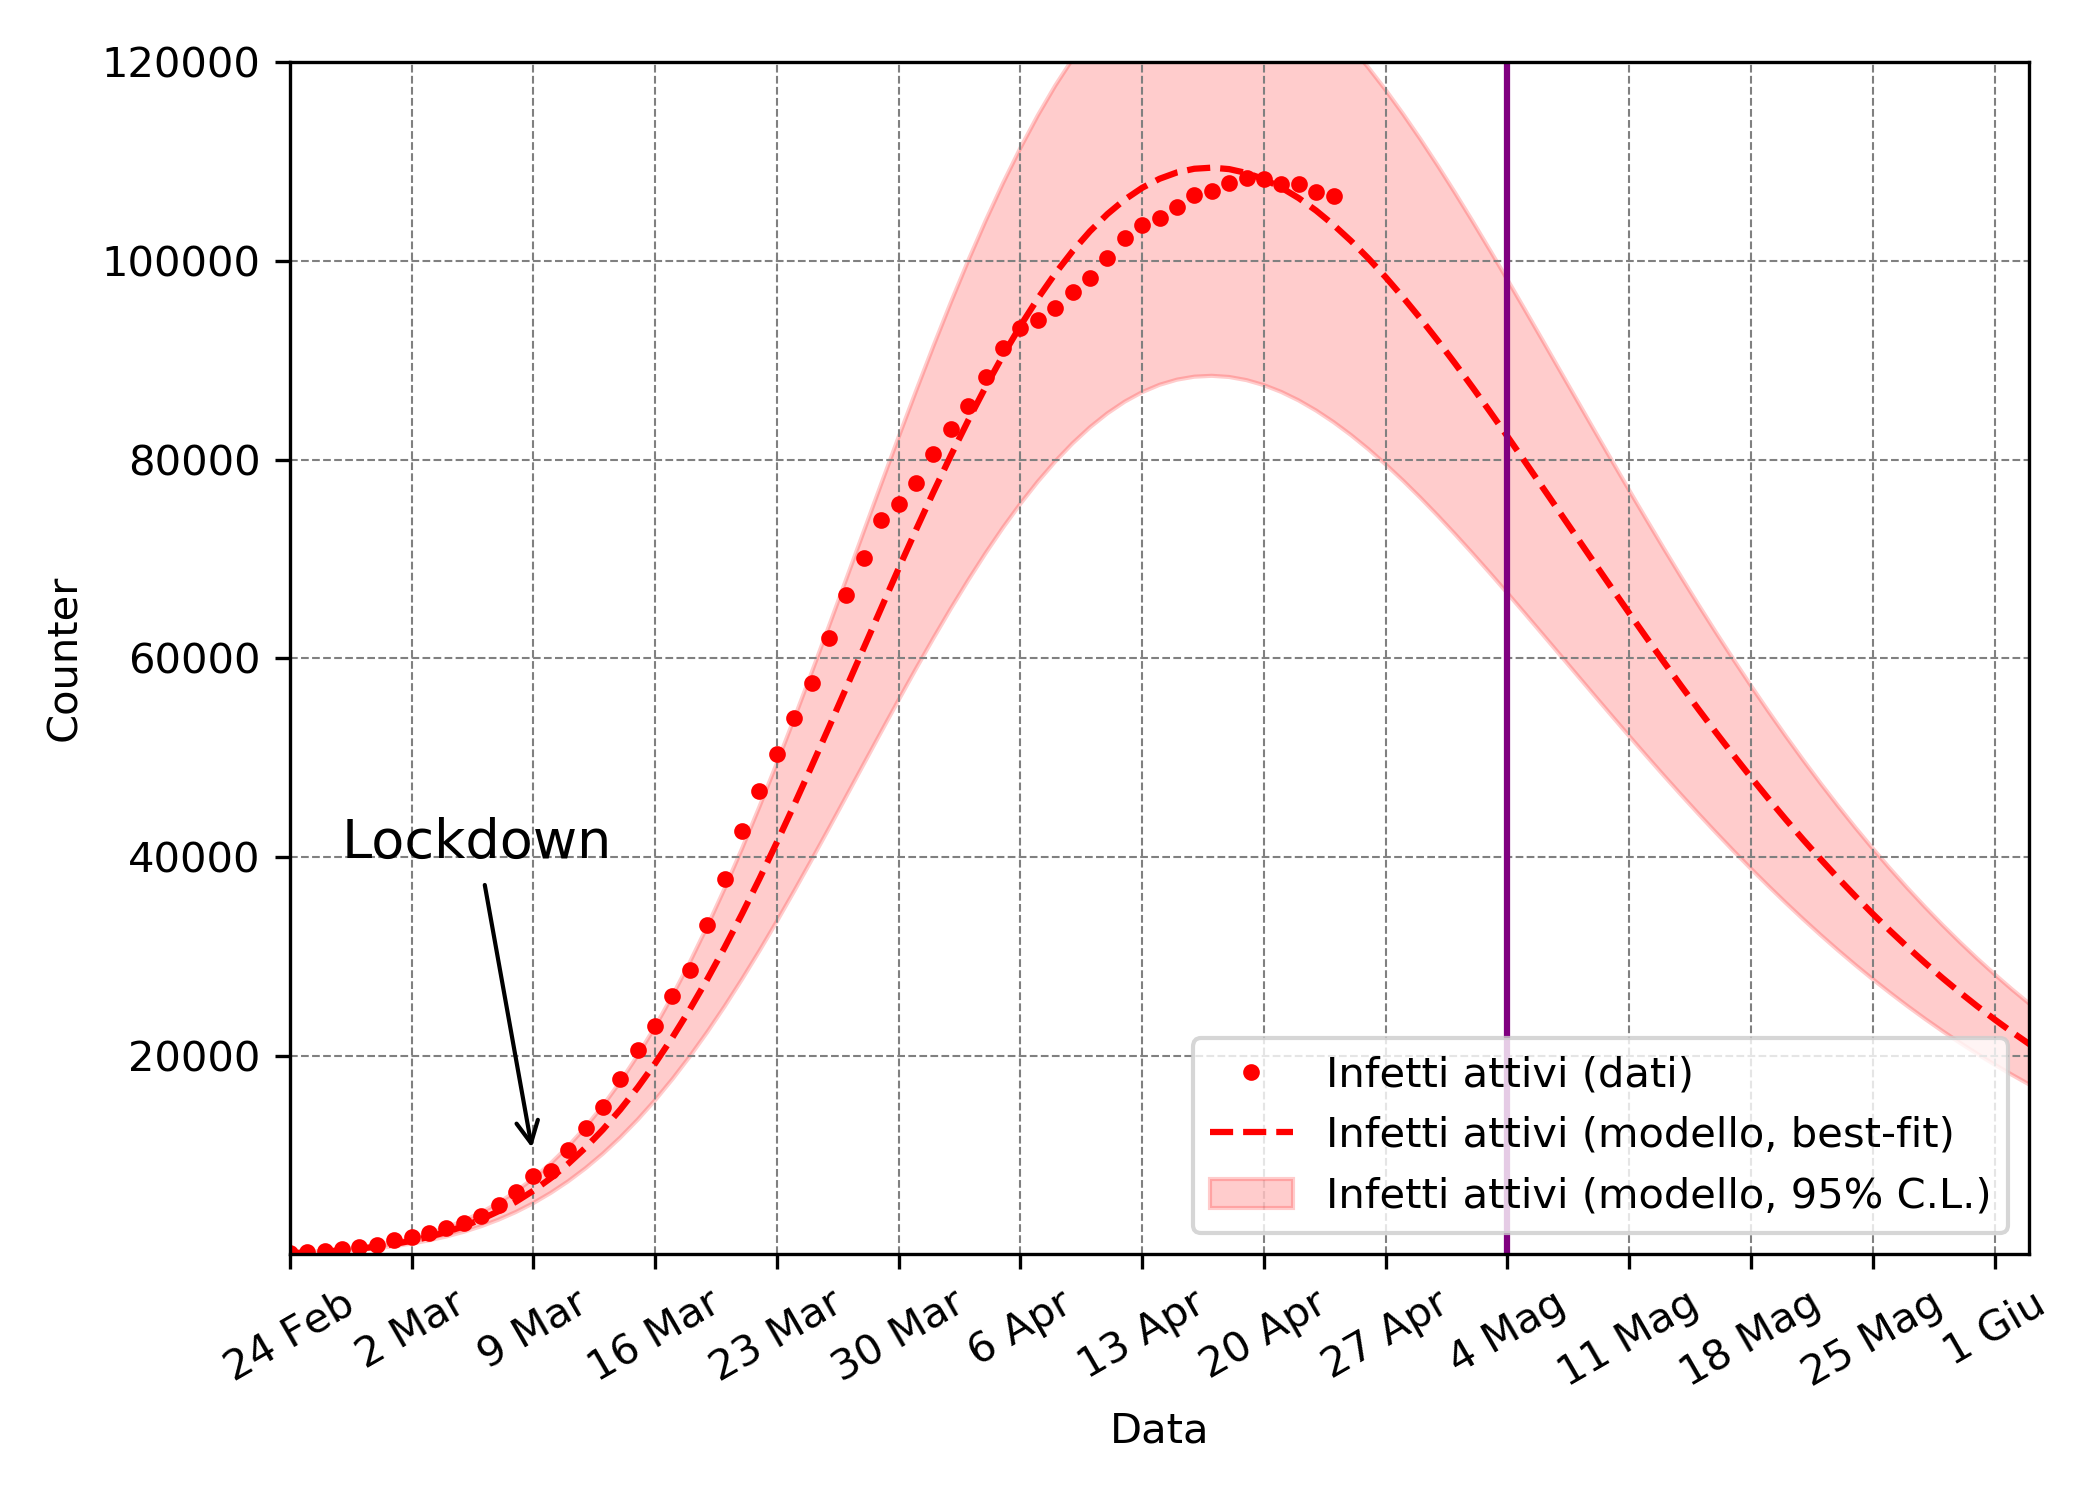 120000
100000
80000
60000
40000
20000
Counter
Lockdown
Infetti attivi (dati)
Infetti attivi (modello, best-fit)
Infetti attivi (modello, 95% C.L.)
24 Feb
2 Mar
9 Mar
16 Mar
23 Mar
30 Mar
6 Apr
13 Apr
20 Apr
27 Apr
4 Mag
11 Mag
18 Mag
25 Mag
1 Giu
Data